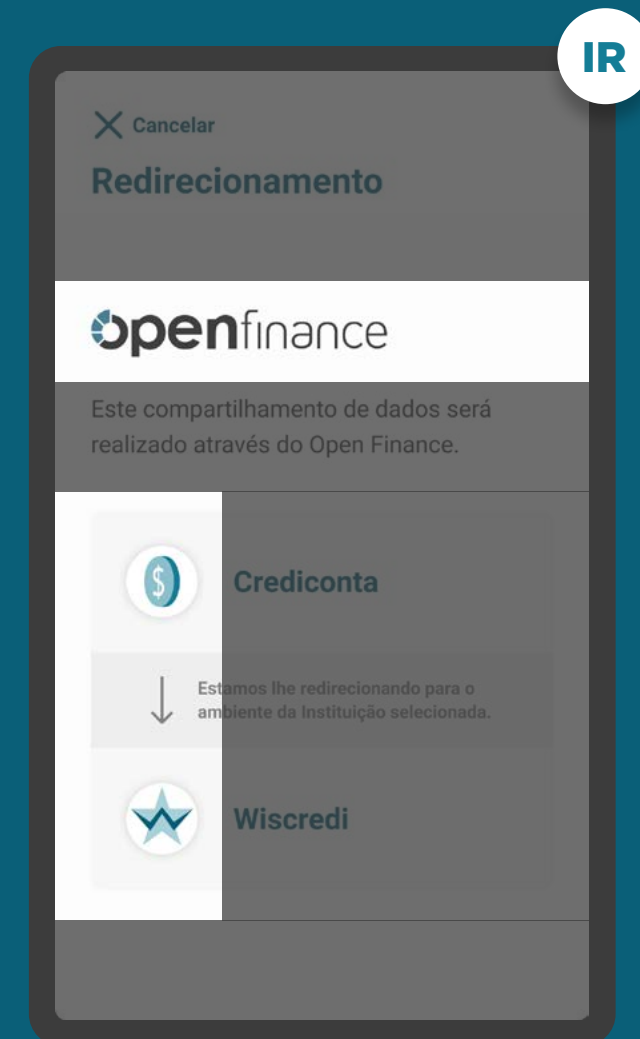 IR
Cancelar
Redirecionamento
openfinance
Este compartilhamento de dados será
realizado através do Open Finance.
$
Crediconta
Estamos lhe redirecionando para o
ambiente da Instituição selecionada.
Wiscredi